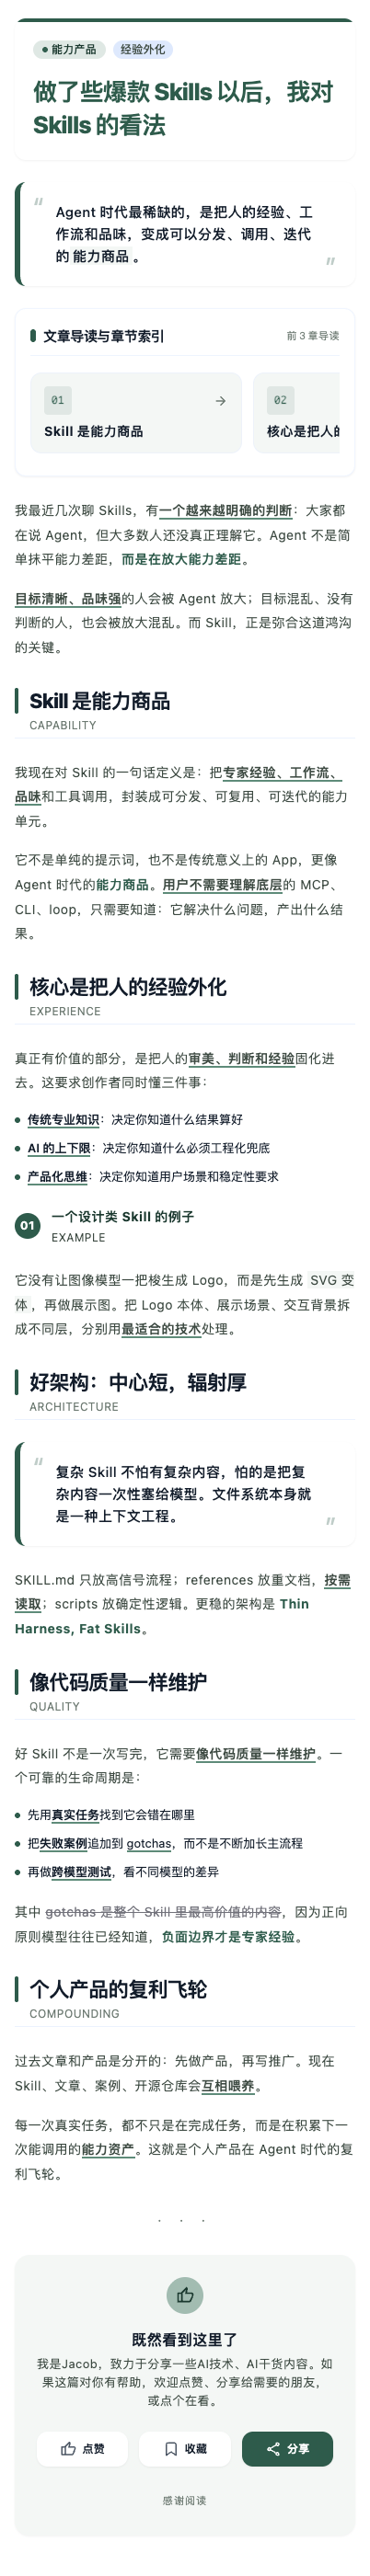 能力产品 经验外化
做了些爆款 Skills 以后，我对
Skills 的看法
“
Agent 时代最稀缺的，是把人的经验、工
作流和品味，变成可以分发、调用、迭代
的 能力商品 。
”
文章导读与章节索引 前 3 章导读
01 → 02
Skill 是能力商品 核心是把人的
我最近几次聊 Skills，有一个越来越明确的判断：大家都
在说 Agent，但大多数人还没真正理解它。Agent 不是简
单抹平能力差距，而是在放大能力差距。
目标清晰、品味强的人会被 Agent 放大；目标混乱、没有
判断的人，也会被放大混乱。而 Skill，正是弥合这道鸿沟
的关键。
Skill 是能力商品
CAPABILITY
我现在对 Skill 的一句话定义是：把专家经验、工作流、
品味和工具调用，封装成可分发、可复用、可迭代的能力
单元。
它不是单纯的提示词，也不是传统意义上的 App，更像
Agent 时代的能力商品。用户不需要理解底层的 MCP、
CLI、loop，只需要知道：它解决什么问题，产出什么结
果。
核心是把人的经验外化
EXPERIENCE
真正有价值的部分，是把人的审美、判断和经验固化进
去。这要求创作者同时懂三件事：
传统专业知识：决定你知道什么结果算好
AI 的上下限：决定你知道什么必须工程化兜底
产品化思维：决定你知道用户场景和稳定性要求
01 一个设计类 Skill 的例子
EXAMPLE
它没有让图像模型一把梭生成 Logo，而是先生成 SVG 变
体 ，再做展示图。把 Logo 本体、展示场景、交互背景拆
成不同层，分别用最适合的技术处理。
好架构：中心短，辐射厚
ARCHITECTURE
“
复杂 Skill 不怕有复杂内容，怕的是把复
杂内容一次性塞给模型。文件系统本身就
是一种上下文工程。
”
SKILL.md 只放高信号流程；references 放重文档，按需
读取；scripts 放确定性逻辑。更稳的架构是 Thin
Harness, Fat Skills。
像代码质量一样维护
QUALITY
好 Skill 不是一次写完，它需要像代码质量一样维护。一
个可靠的生命周期是：
先用真实任务找到它会错在哪里
把失败案例追加到 gotchas，而不是不断加长主流程
再做跨模型测试，看不同模型的差异
其中 gotchas 是整个 Skill 里最高价值的内容，因为正向
原则模型往往已经知道，负面边界才是专家经验。
个人产品的复利飞轮
COMPOUNDING
过去文章和产品是分开的：先做产品，再写推广。现在
Skill、文章、案例、开源仓库会互相喂养。
每一次真实任务，都不只是在完成任务，而是在积累下一
次能调用的能力资产。这就是个人产品在 Agent 时代的复
利飞轮。
· · ·
既然看到这里了
我是Jacob，致力于分享一些AI技术、AI干货内容。如
果这篇对你有帮助，欢迎点赞、分享给需要的朋友，
或点个在看。
点赞 收藏 分享
感谢阅读